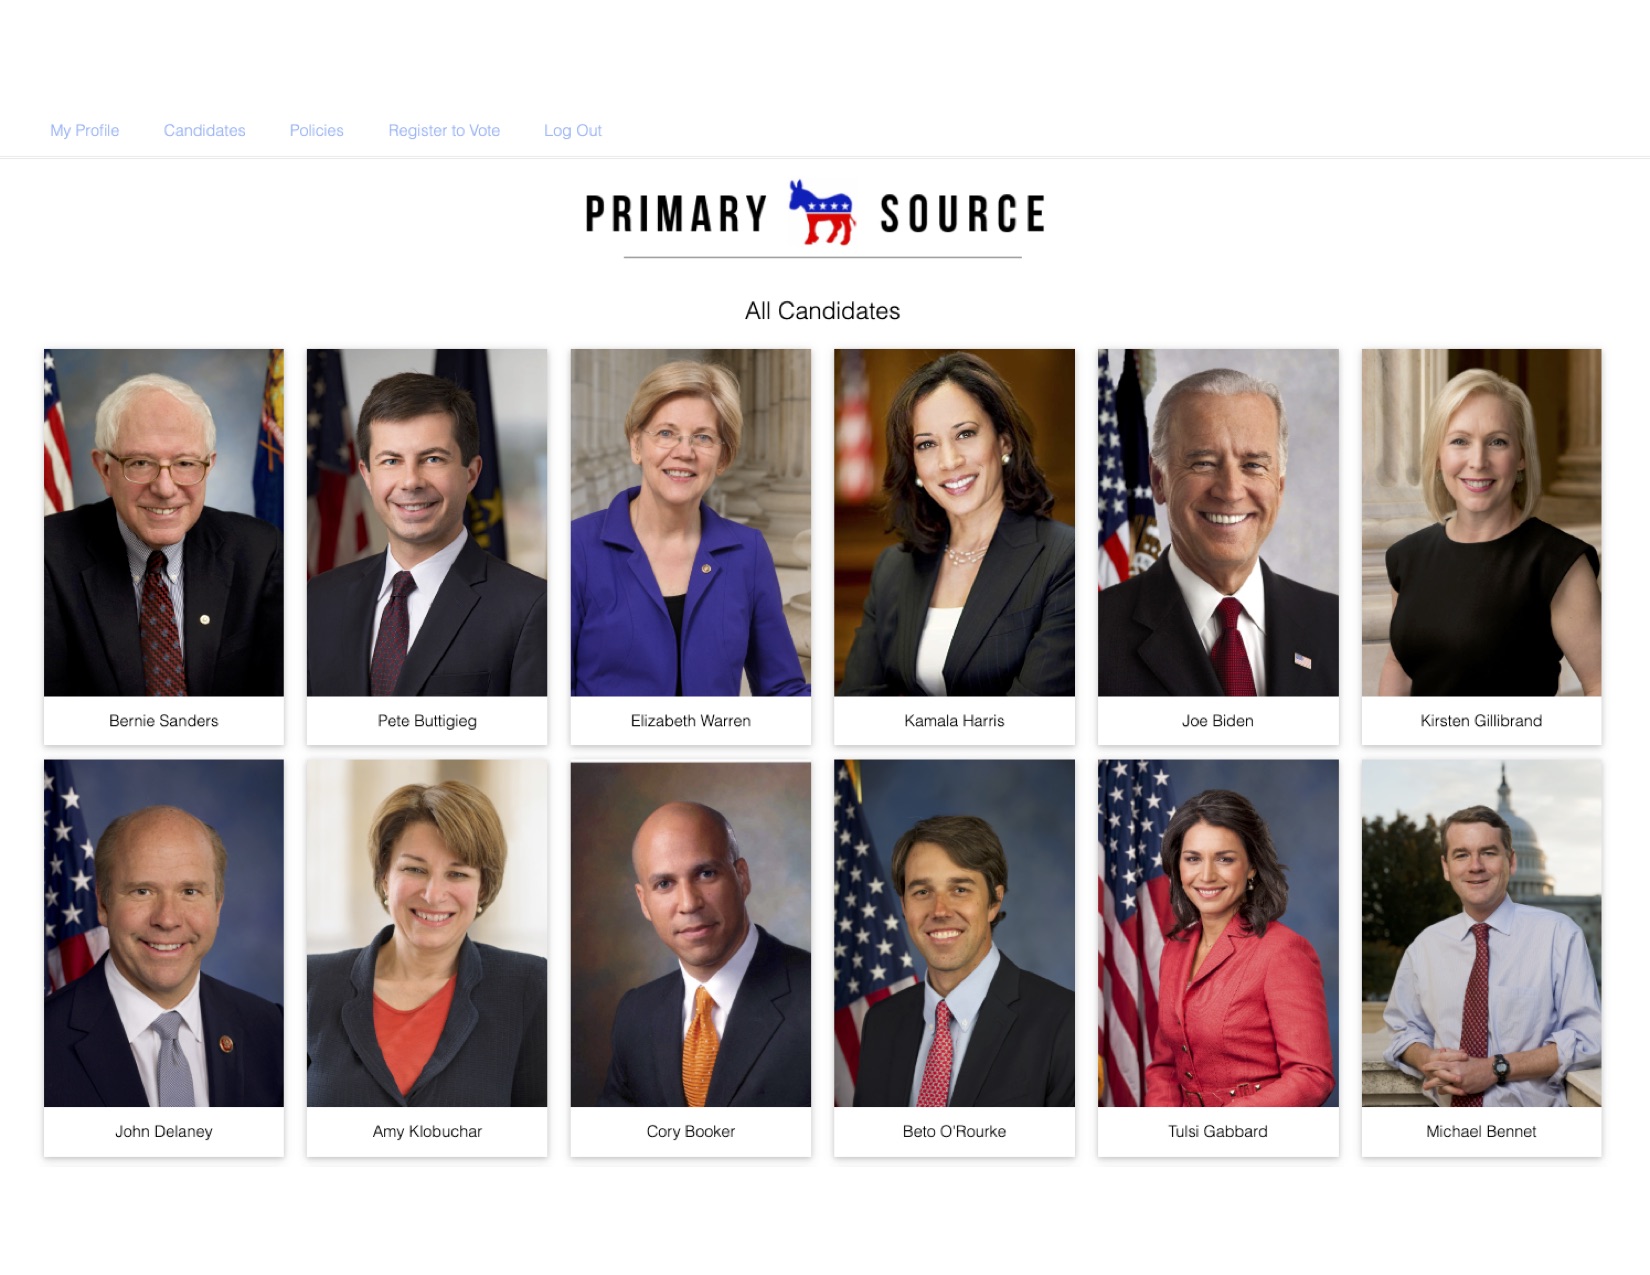 My Profile Candidates Policies Register to Vote Log Out
PRIMARY SOURCE
All Candidates
Bernie Sanders Pete Buttigieg Elizabeth Warren Kamala Harris Joe Biden Kirsten Gillibrand
John Delaney Amy Klobuchar Cory Booker Beto O'Rourke Tulsi Gabbard Michael Bennet